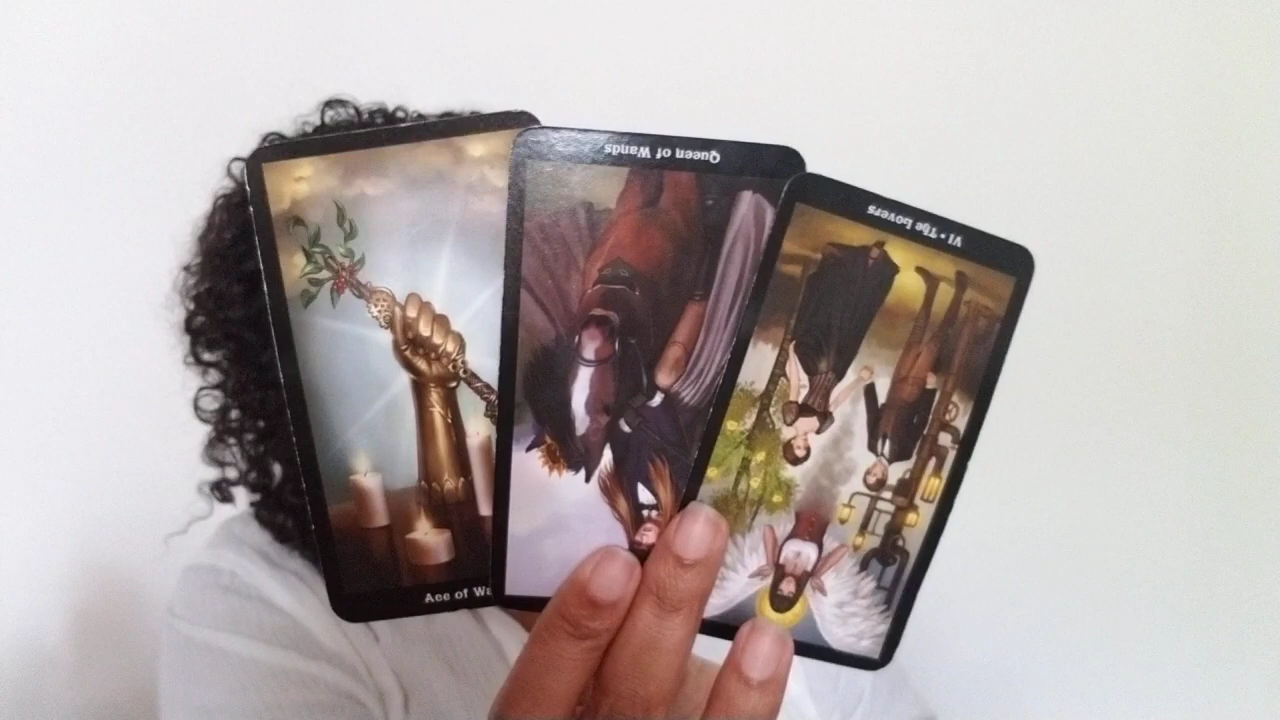 Ace of Wa
Queen of Wands
VI • The Lovers